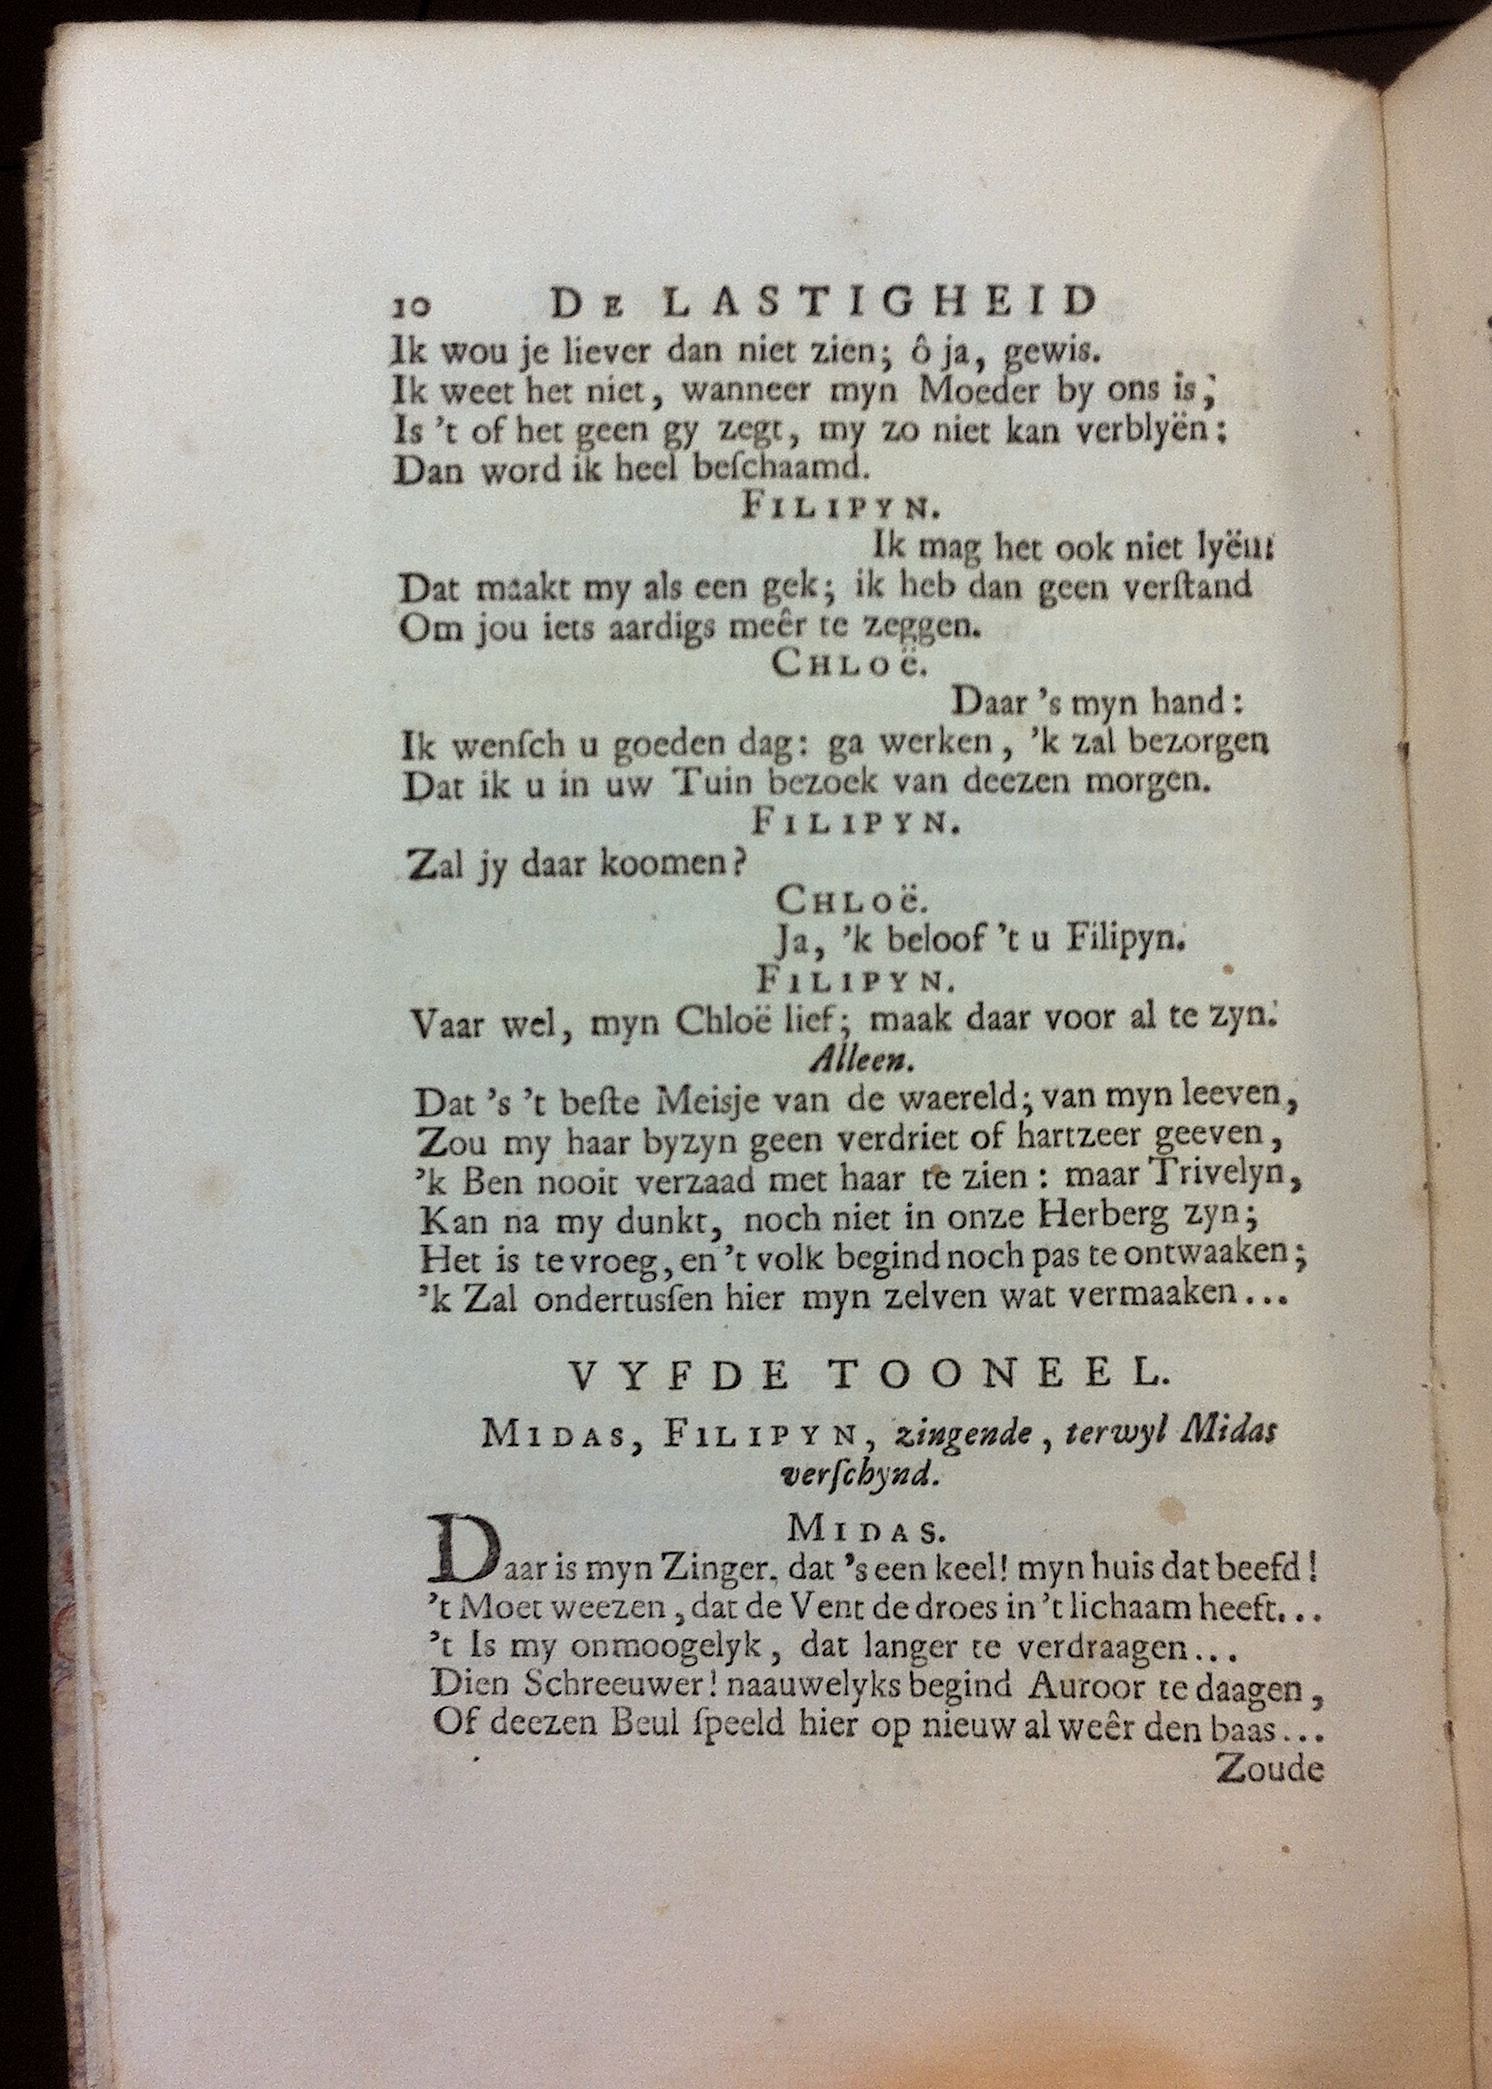 10 DE LASTIGHEID
Ik wou je liever dan niet zien; ô ja, gewis.
Ik weet het niet, wanneer myn Moeder by ons is,
Is 't of het geen gy zegt, my zo niet kan verblyën:
Dan word ik heel beſchaamd.
FILIPYN.
Ik mag het ook niet lyën:
Dat maakt my als een gek; ik heb dan geen verſtand
Om jou iets aardigs meêr te zeggen.
CHLOË.
Daar 's myn hand:
Ik wenſch u goeden dag: ga werken, 'k zal bezorgen
Dat ik u in uw Tuin bezoek van deezen morgen.
FILIPYN.
Zal jy daar koomen?
CHLOË.
Ja, 'k beloof 't u Filipyn.
FILIPYN.
Vaar wel, myn Chloë lief; maak daar voor al te zyn.
Alleen.
Dat 's 't beſte Meisje van de waereld; van myn leeven,
Zou my haar byzyn geen verdriet of hartzeer geeven,
'k Ben nooit verzaad met haar te zien: maar Trivelyn,
Kan na my dunkt, noch niet in onze Herberg zyn;
Het is te vroeg, en 't volk begind noch pas te ontwaaken;
'k Zal ondertusſen hier myn zelven wat vermaaken...
VYFDE TOONEEL.
MIDAS, FILIPYN, zingende, terwyl Midas
verſchynd.
MIDAS.
Daar is myn Zinger, dat 's een keel! myn huis dat beefd!
't Moet weezen, dat de Vent de droes in 't lichaam heeft...
't Is my onmoogelyk, dat langer te verdraagen...
Dien Schreeuwer! naauwelyks begind Auroor te daagen,
Of deezen Beul ſpeeld hier op nieuw al weêr den baas...
Zoude